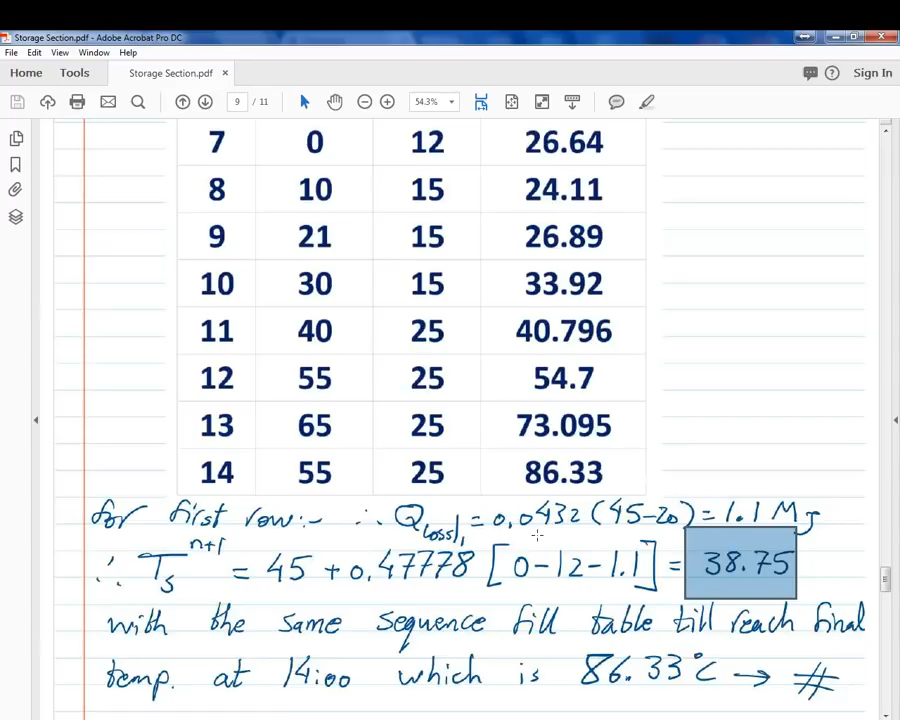 Storage Section.pdf - Adobe Acrobat Pro DC
File Edit View Window Help
Home Tools Storage Section.pdf × Sign In
9 / 11 54.3%
7 0 12 26.64
8 10 15 24.11
9 21 15 26.89
10 30 15 33.92
11 40 25 40.796
12 55 25 54.7
13 65 25 73.095
14 55 25 86.33
for first row:- ∴ Qloss1 = 0.0432 (45-20) = 1.1 MJ
∴ Ts^n+1 = 45 + 0.47778 [0-12-1.1] = 38.75
with the same sequence fill table till reach final
temp. at 14:00 which is 86.33°C → #